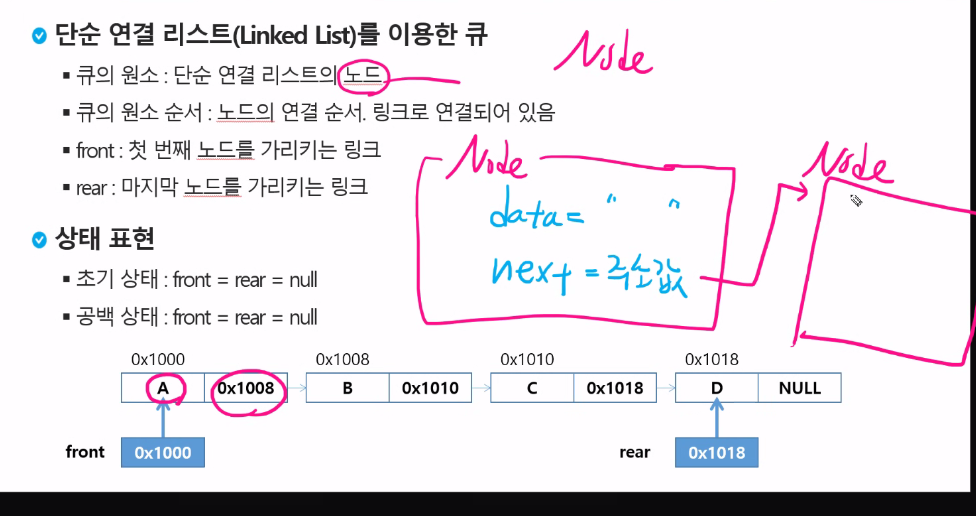 단순 연결 리스트(Linked List)를 이용한 큐
Node
▪ 큐의 원소 : 단순 연결 리스트의 노드
▪ 큐의 원소 순서 : 노드의 연결 순서. 링크로 연결되어 있음
▪ front : 첫 번째 노드를 가리키는 링크
▪ rear : 마지막 노드를 가리키는 링크
Node
data = " "
next = 주소값
Node
상태 표현
▪ 초기 상태 : front = rear = null
▪ 공백 상태 : front = rear = null
0x1000 0x1008 0x1010 0x1018
A 0x1008 B 0x1010 C 0x1018 D NULL
front 0x1000 rear 0x1018